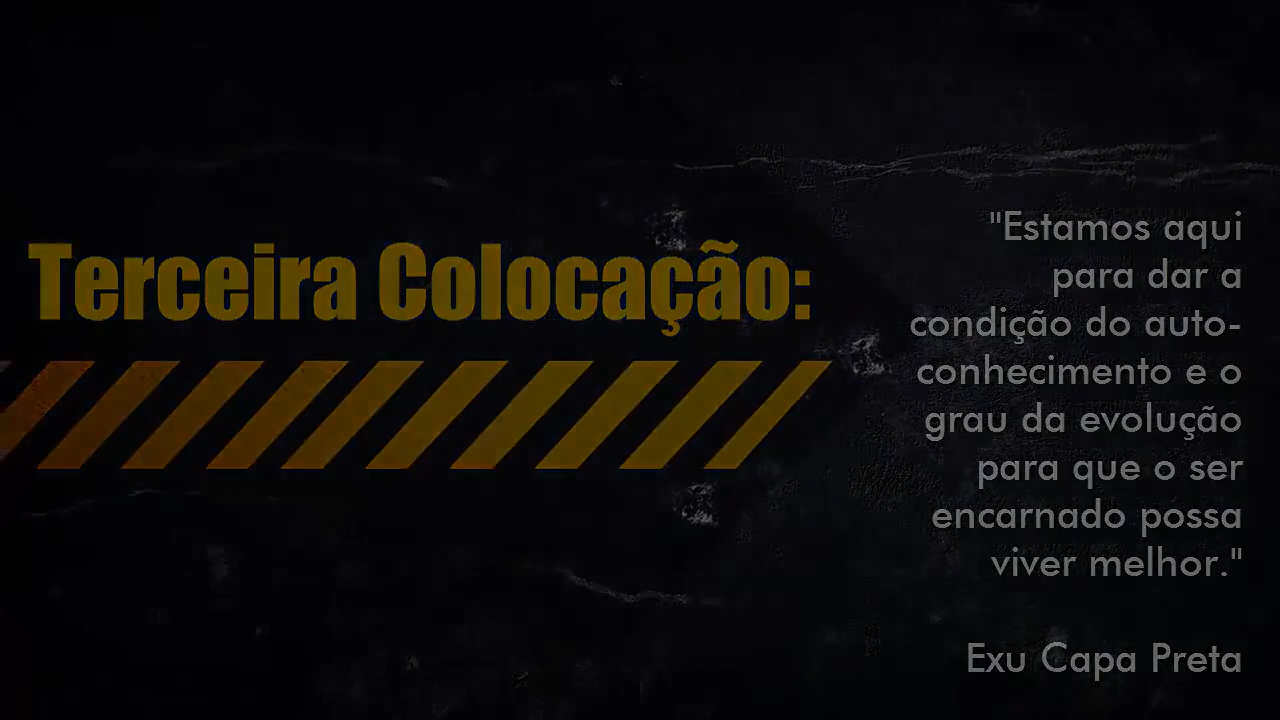 Terceira Colocação:
"Estamos aqui
para dar a
condição do auto-
conhecimento e o
grau da evolução
para que o ser
encarnado possa
viver melhor."
Exu Capa Preta